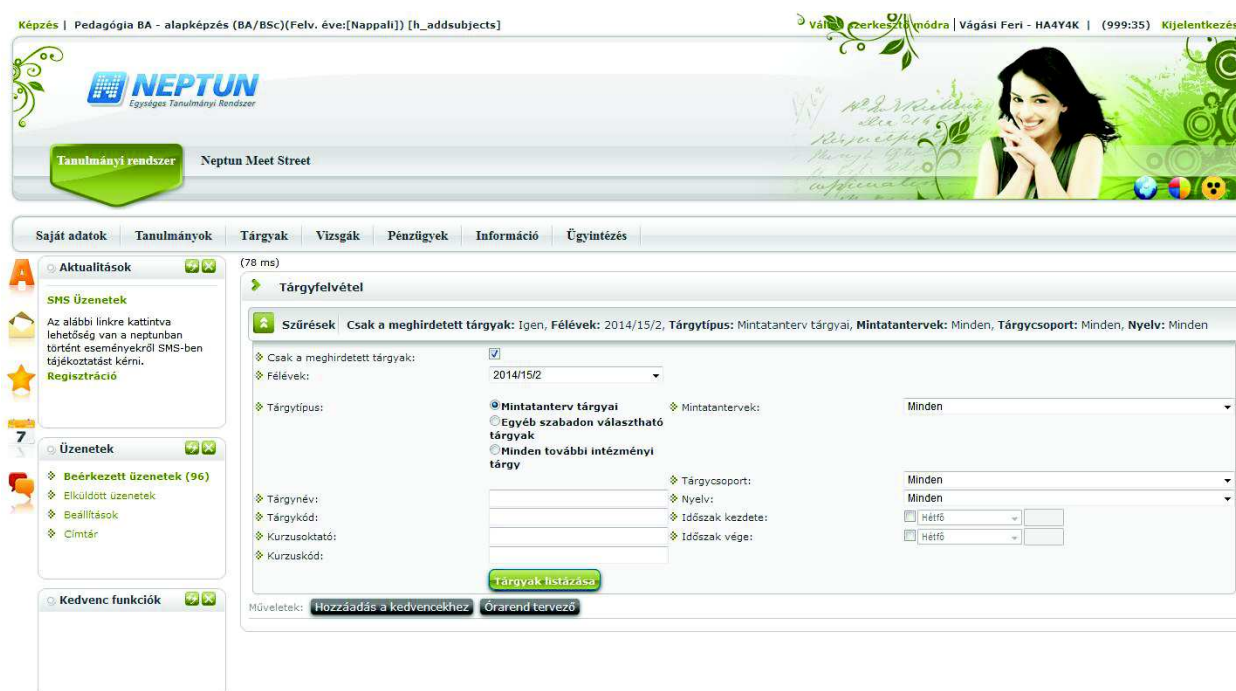 Képzés | Pedagógia BA - alapképzés (BA/BSc)(Felv. éve:[Nappali]) [h_addsubjects]
szerkesztő módra | Vágási Feri - HA4Y4K | (999:35) Kijelentkezés
NEPTUN
Egységes Tanulmányi Rendszer
Tanulmányi rendszer Neptun Meet Street
Saját adatok Tanulmányok Tárgyak Vizsgák Pénzügyek Információ Ügyintézés
Aktualitások
SMS Üzenetek
Az alábbi linkre kattintva
lehetőség van a neptunban
történt eseményekről SMS-ben
tájékoztatást kérni.
Regisztráció
7
Üzenetek
Beérkezett üzenetek (96)
Elküldött üzenetek
Beállítások
Címtár
Kedvenc funkciók
(78 ms)
Tárgyfelvétel
Szűrések Csak a meghirdetett tárgyak: Igen, Félévek: 2014/15/2, Tárgytípus: Mintatanterv tárgyai, Mintatantervek: Minden, Tárgycsoport: Minden, Nyelv: Minden
Csak a meghirdetett tárgyak:
Félévek: 2014/15/2
Tárgytípus: Mintatanterv tárgyai Mintatantervek: Minden
Egyéb szabadon választható
tárgyak
Minden további intézményi
tárgy
Tárgycsoport: Minden
Tárgynév: Nyelv: Minden
Tárgykód: Időszak kezdete: Hétfő
Kurzusoktató: Időszak vége: Hétfő
Kurzuskód:
Tárgyak listázása
Műveletek: Hozzáadás a kedvencekhez Órarend tervező